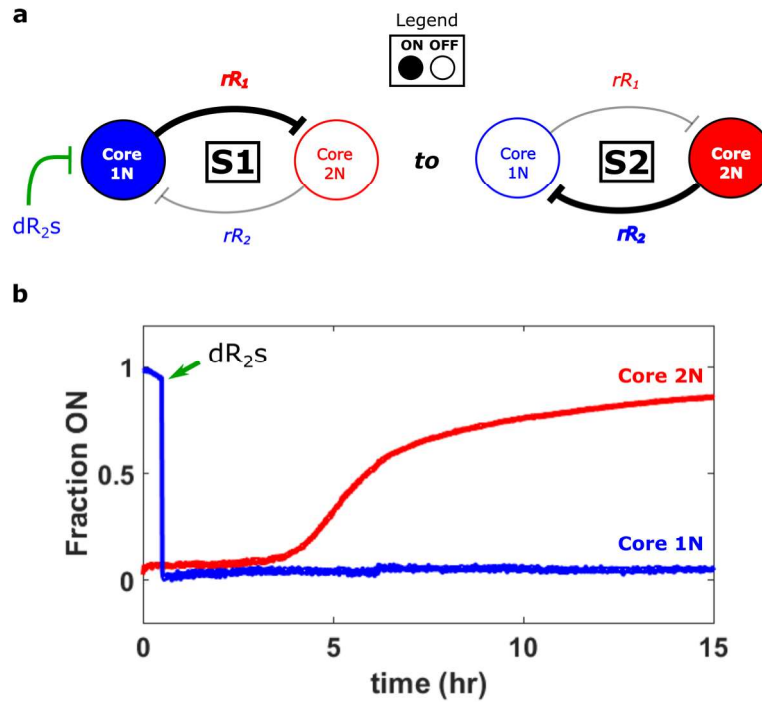 a
Legend
ON OFF
rR₁
Core
1N
S1
Core
2N
dR₂s
rR₂
to
rR₁
Core
1N
S2
Core
2N
rR₂
b
dR₂s
Core 2N
Core 1N
Fraction ON
1
0.5
0
0 5 10 15
time (hr)